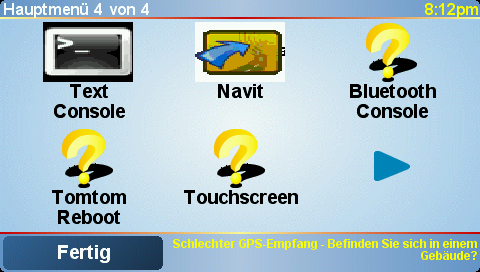 Hauptmenü 4 von 4
8:12pm
>_
Text
Console
Navit
Bluetooth
Console
Tomtom
Reboot
Touchscreen
Fertig
Schlechter GPS-Empfang - Befinden Sie sich in einem
Gebäude?